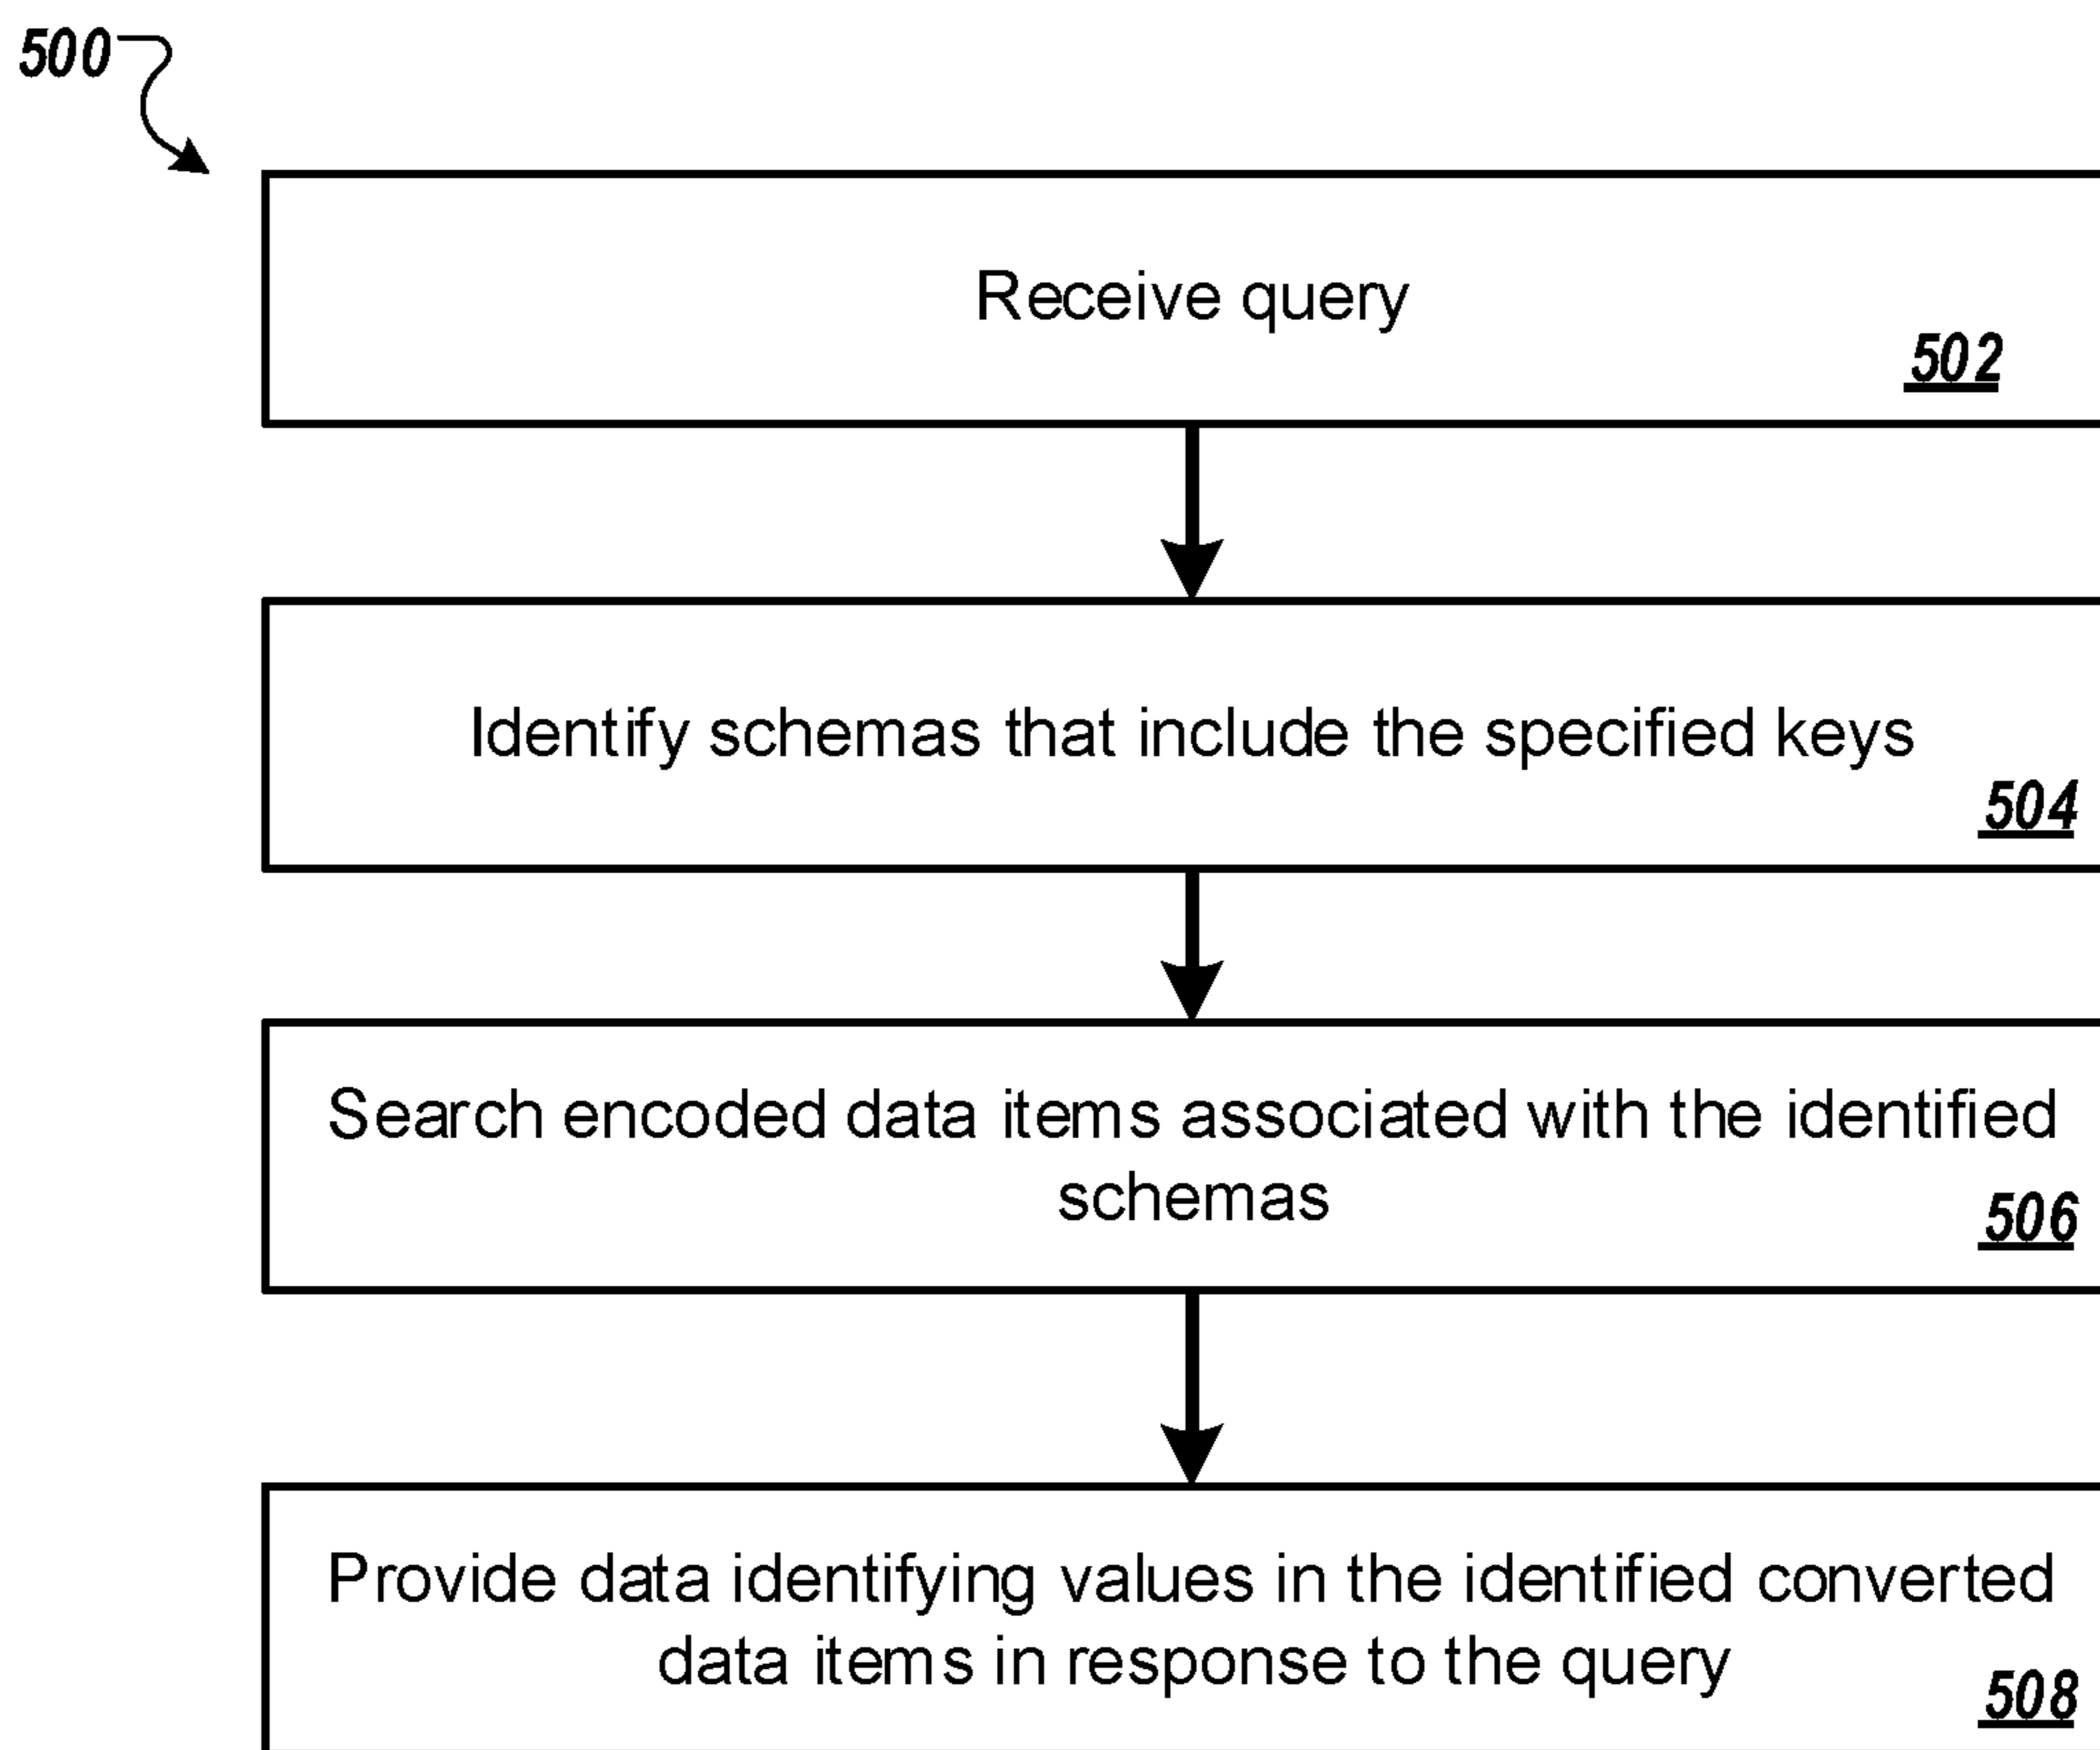 500
Receive query
502
Identify schemas that include the specified keys
504
Search encoded data items associated with the identified
schemas
506
Provide data identifying values in the identified converted
data items in response to the query
508